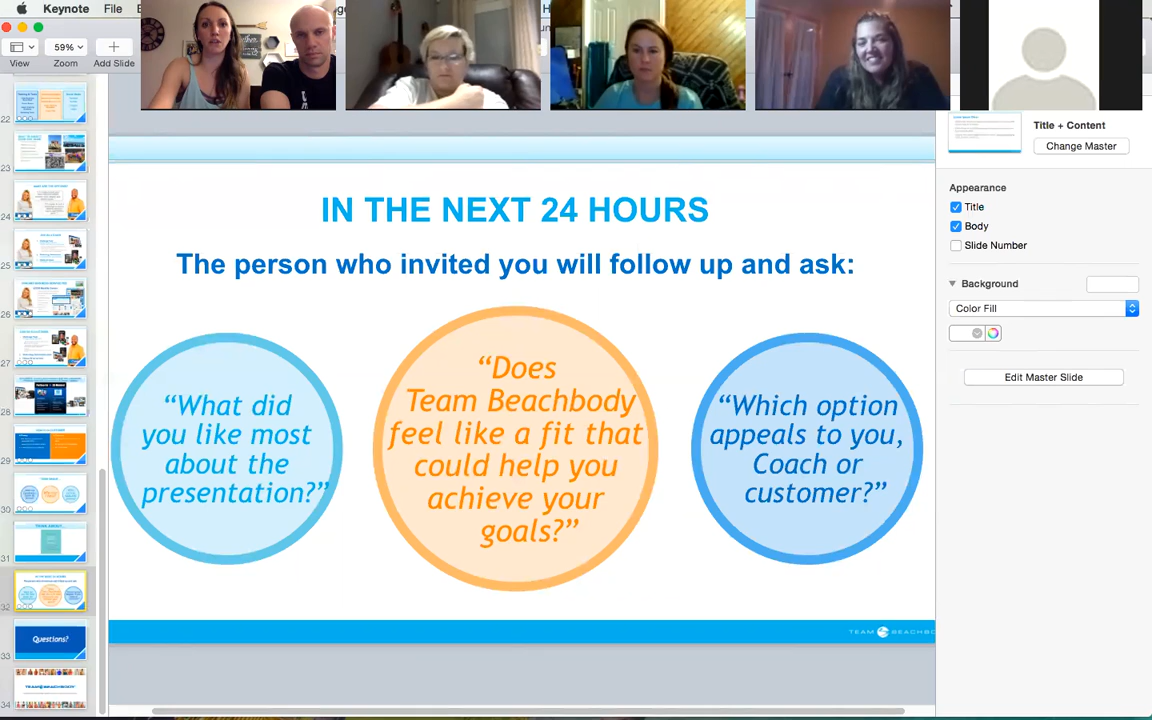 Keynote File
59%
View Zoom Add Slide
Title + Content
Change Master
IN THE NEXT 24 HOURS
The person who invited you will follow up and ask:
“What did
you like most
about the
presentation?”
“Does
Team Beachbody
feel like a fit that
could help you
achieve your
goals?”
“Which option
appeals to you,
Coach or
customer?”
TEAM BEACHBO
Appearance
Title
Body
Slide Number
Background
Color Fill
Edit Master Slide
22
23
24
25
26
27
28
29
30
31
32
Questions?
33
TEAM BEACHBODY
34